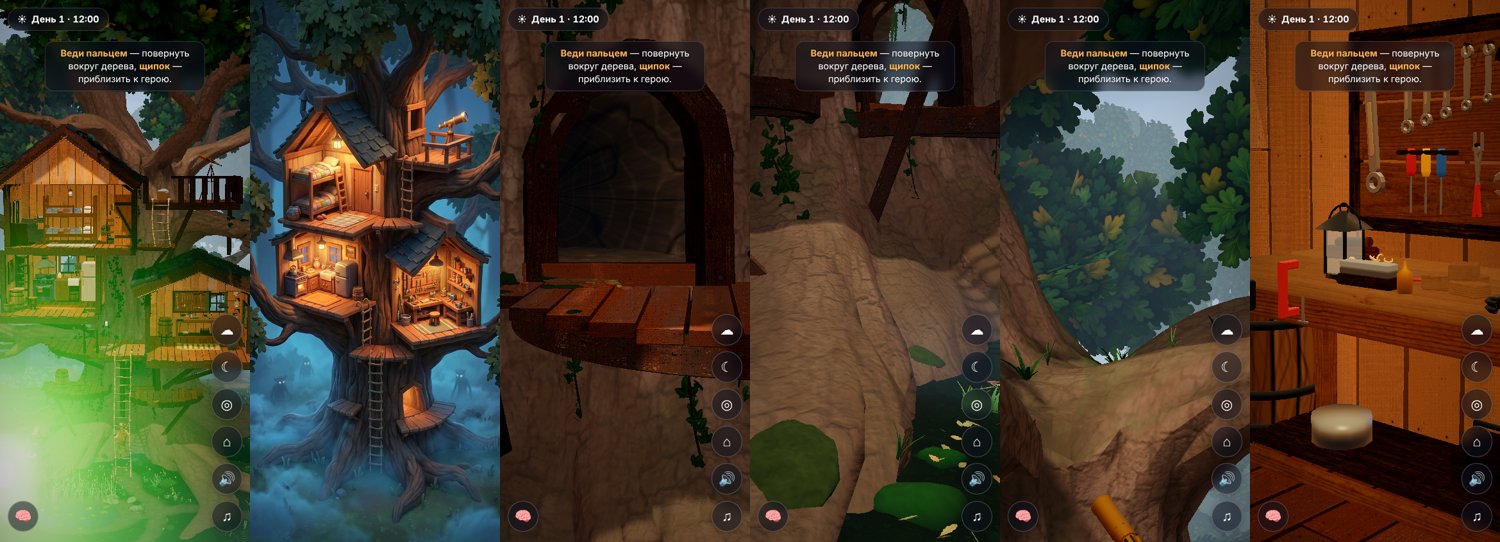 ☀ День 1 · 12:00
Веди пальцем — повернуть
вокруг дерева, щипок —
приблизить к герою.
☀ День 1 · 12:00
Веди пальцем — повернуть
вокруг дерева, щипок —
приблизить к герою.
☀ День 1 · 12:00
Веди пальцем — повернуть
вокруг дерева, щипок —
приблизить к герою.
☀ День 1 · 12:00
Веди пальцем — повернуть
вокруг дерева, щипок —
приблизить к герою.
☀ День 1 · 12:00
Веди пальцем — повернуть
вокруг дерева, щипок —
приблизить к герою.